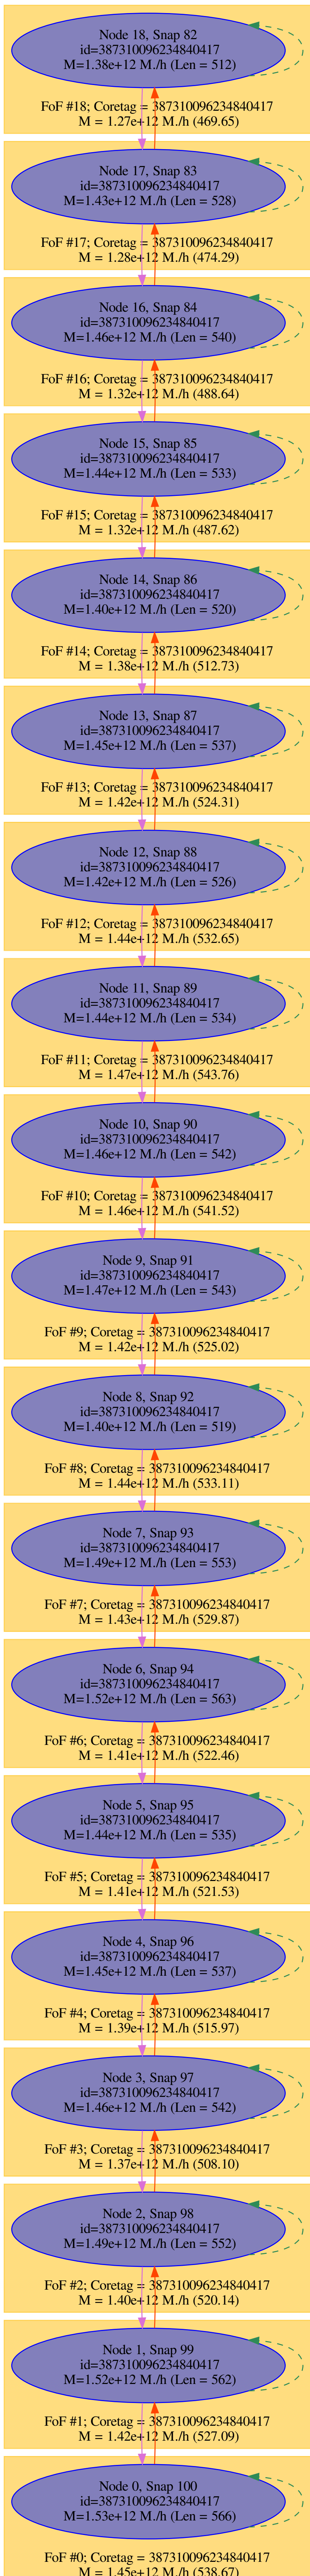 Node 18, Snap 82
id=387310096234840417
M=1.38e+12 M./h (Len = 512)
FoF #18; Coretag = 387310096234840417
M = 1.27e+12 M./h (469.65)
Node 17, Snap 83
id=387310096234840417
M=1.43e+12 M./h (Len = 528)
FoF #17; Coretag = 387310096234840417
M = 1.28e+12 M./h (474.29)
Node 16, Snap 84
id=387310096234840417
M=1.46e+12 M./h (Len = 540)
FoF #16; Coretag = 387310096234840417
M = 1.32e+12 M./h (488.64)
Node 15, Snap 85
id=387310096234840417
M=1.44e+12 M./h (Len = 533)
FoF #15; Coretag = 387310096234840417
M = 1.32e+12 M./h (487.62)
Node 14, Snap 86
id=387310096234840417
M=1.40e+12 M./h (Len = 520)
FoF #14; Coretag = 387310096234840417
M = 1.38e+12 M./h (512.73)
Node 13, Snap 87
id=387310096234840417
M=1.45e+12 M./h (Len = 537)
FoF #13; Coretag = 387310096234840417
M = 1.42e+12 M./h (524.31)
Node 12, Snap 88
id=387310096234840417
M=1.42e+12 M./h (Len = 526)
FoF #12; Coretag = 387310096234840417
M = 1.44e+12 M./h (532.65)
Node 11, Snap 89
id=387310096234840417
M=1.44e+12 M./h (Len = 534)
FoF #11; Coretag = 387310096234840417
M = 1.47e+12 M./h (543.76)
Node 10, Snap 90
id=387310096234840417
M=1.46e+12 M./h (Len = 542)
FoF #10; Coretag = 387310096234840417
M = 1.46e+12 M./h (541.52)
Node 9, Snap 91
id=387310096234840417
M=1.47e+12 M./h (Len = 543)
FoF #9; Coretag = 387310096234840417
M = 1.42e+12 M./h (525.02)
Node 8, Snap 92
id=387310096234840417
M=1.40e+12 M./h (Len = 519)
FoF #8; Coretag = 387310096234840417
M = 1.44e+12 M./h (533.11)
Node 7, Snap 93
id=387310096234840417
M=1.49e+12 M./h (Len = 553)
FoF #7; Coretag = 387310096234840417
M = 1.43e+12 M./h (529.87)
Node 6, Snap 94
id=387310096234840417
M=1.52e+12 M./h (Len = 563)
FoF #6; Coretag = 387310096234840417
M = 1.41e+12 M./h (522.46)
Node 5, Snap 95
id=387310096234840417
M=1.44e+12 M./h (Len = 535)
FoF #5; Coretag = 387310096234840417
M = 1.41e+12 M./h (521.53)
Node 4, Snap 96
id=387310096234840417
M=1.45e+12 M./h (Len = 537)
FoF #4; Coretag = 387310096234840417
M = 1.39e+12 M./h (515.97)
Node 3, Snap 97
id=387310096234840417
M=1.46e+12 M./h (Len = 542)
FoF #3; Coretag = 387310096234840417
M = 1.37e+12 M./h (508.10)
Node 2, Snap 98
id=387310096234840417
M=1.49e+12 M./h (Len = 552)
FoF #2; Coretag = 387310096234840417
M = 1.40e+12 M./h (520.14)
Node 1, Snap 99
id=387310096234840417
M=1.52e+12 M./h (Len = 562)
FoF #1; Coretag = 387310096234840417
M = 1.42e+12 M./h (527.09)
Node 0, Snap 100
id=387310096234840417
M=1.53e+12 M./h (Len = 566)
FoF #0; Coretag = 387310096234840417
M = 1.45e+12 M./h (538.67)